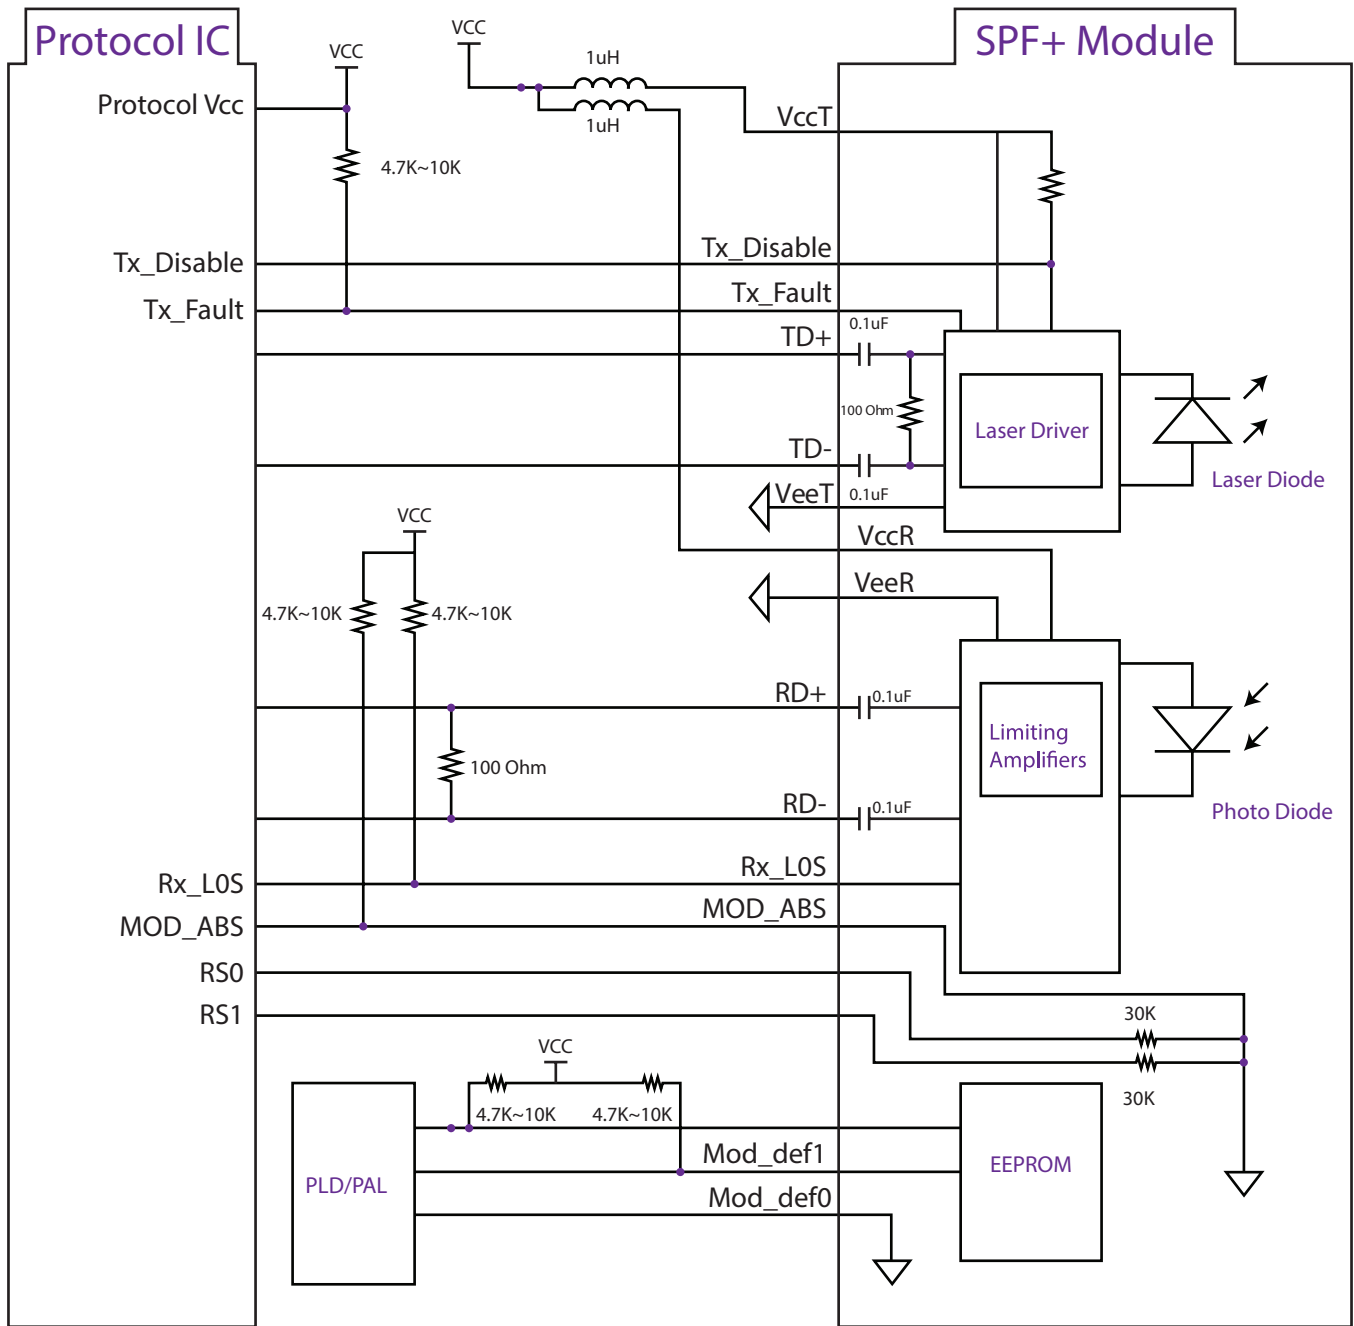 Protocol IC
SPF+ Module
VCC
VCC
1uH
1uH
Protocol Vcc
VccT
4.7K~10K
Tx_Disable
Tx_Disable
Tx_Fault
Tx_Fault
0.1uF
TD+
100 Ohm
Laser Driver
TD-
0.1uF
VeeT
Laser Diode
VCC
VccR
VeeR
4.7K~10K
4.7K~10K
RD+
0.1uF
Limiting
Amplifiers
100 Ohm
RD-
0.1uF
Photo Diode
Rx_L0S
Rx_L0S
MOD_ABS
MOD_ABS
RS0
RS1
30K
30K
VCC
4.7K~10K
4.7K~10K
Mod_def1
EEPROM
PLD/PAL
Mod_def0